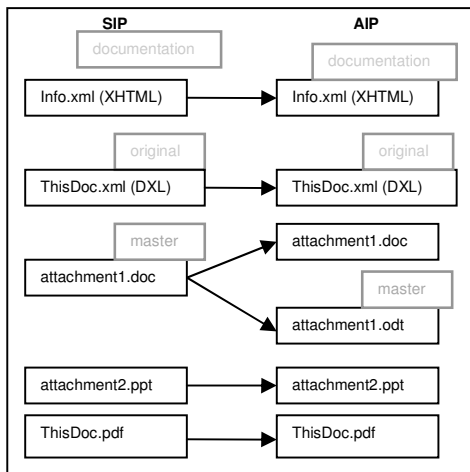 SIP AIP
documentation documentation
Info.xml (XHTML) Info.xml (XHTML)
original original
ThisDoc.xml (DXL) ThisDoc.xml (DXL)
master attachment1.doc
attachment1.doc master
attachment1.odt
attachment2.ppt attachment2.ppt
ThisDoc.pdf ThisDoc.pdf